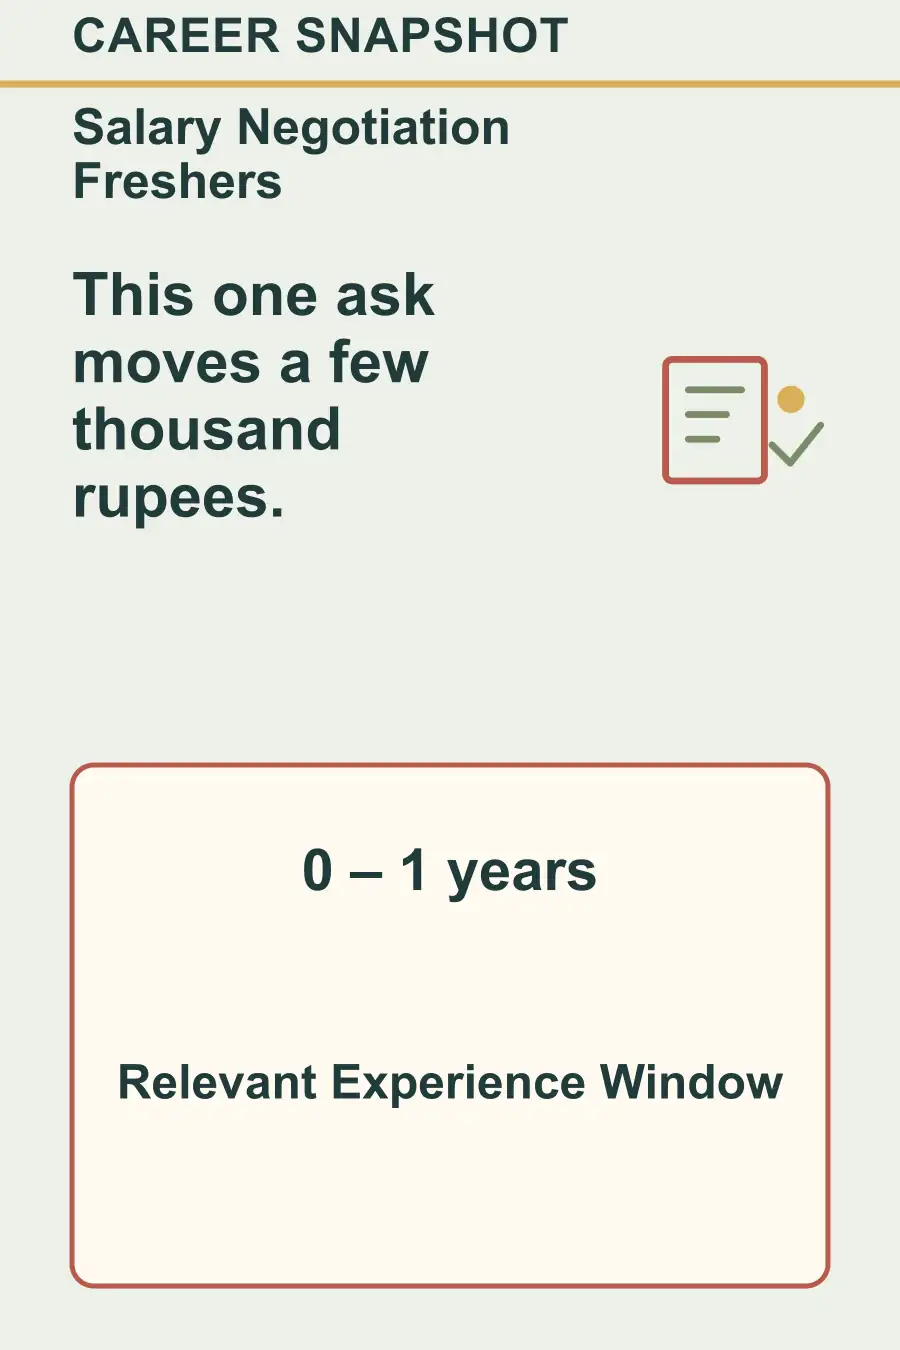 CAREER SNAPSHOT
Salary Negotiation
Freshers
This one ask
moves a few
thousand
rupees.
0 – 1 years
Relevant Experience Window